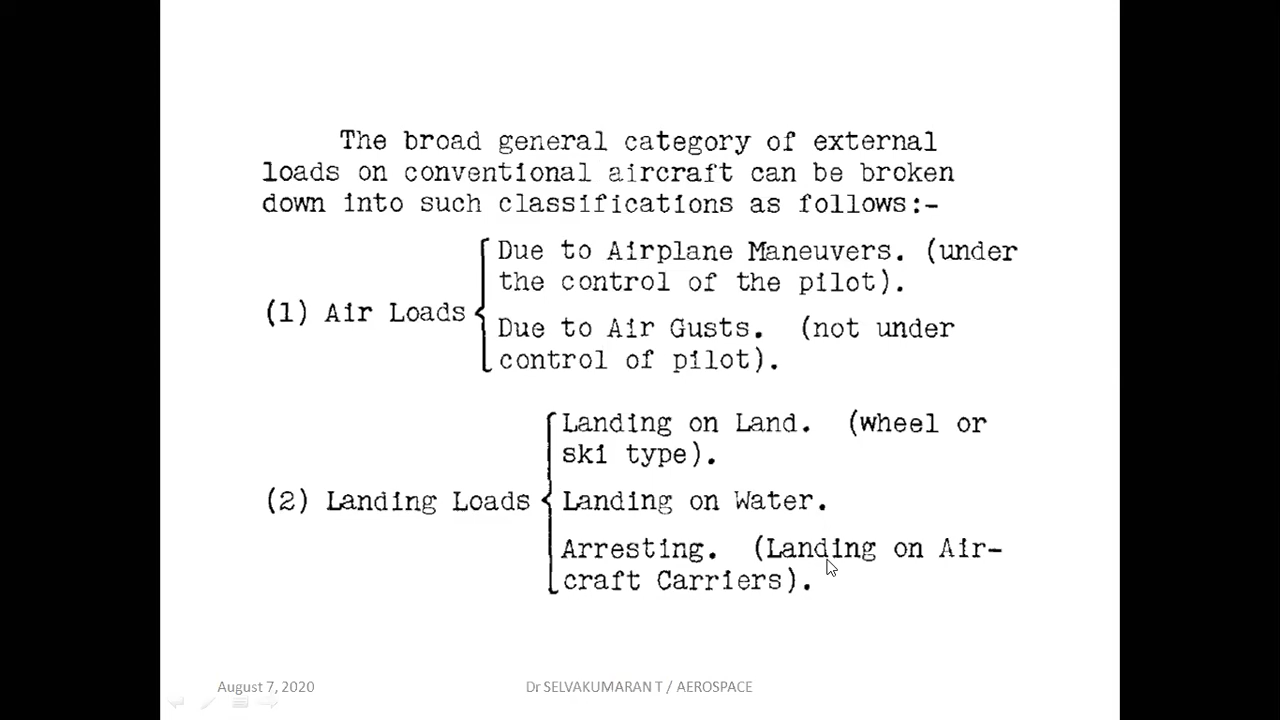 The broad general category of external
loads on conventional aircraft can be broken
down into such classifications as follows:-
(1) Air Loads
Due to Airplane Maneuvers. (under
the control of the pilot).
Due to Air Gusts. (not under
control of pilot).
(2) Landing Loads
Landing on Land. (wheel or
ski type).
Landing on Water.
Arresting. (Landing on Air-
craft Carriers).
August 7, 2020
Dr SELVAKUMARAN T / AEROSPACE